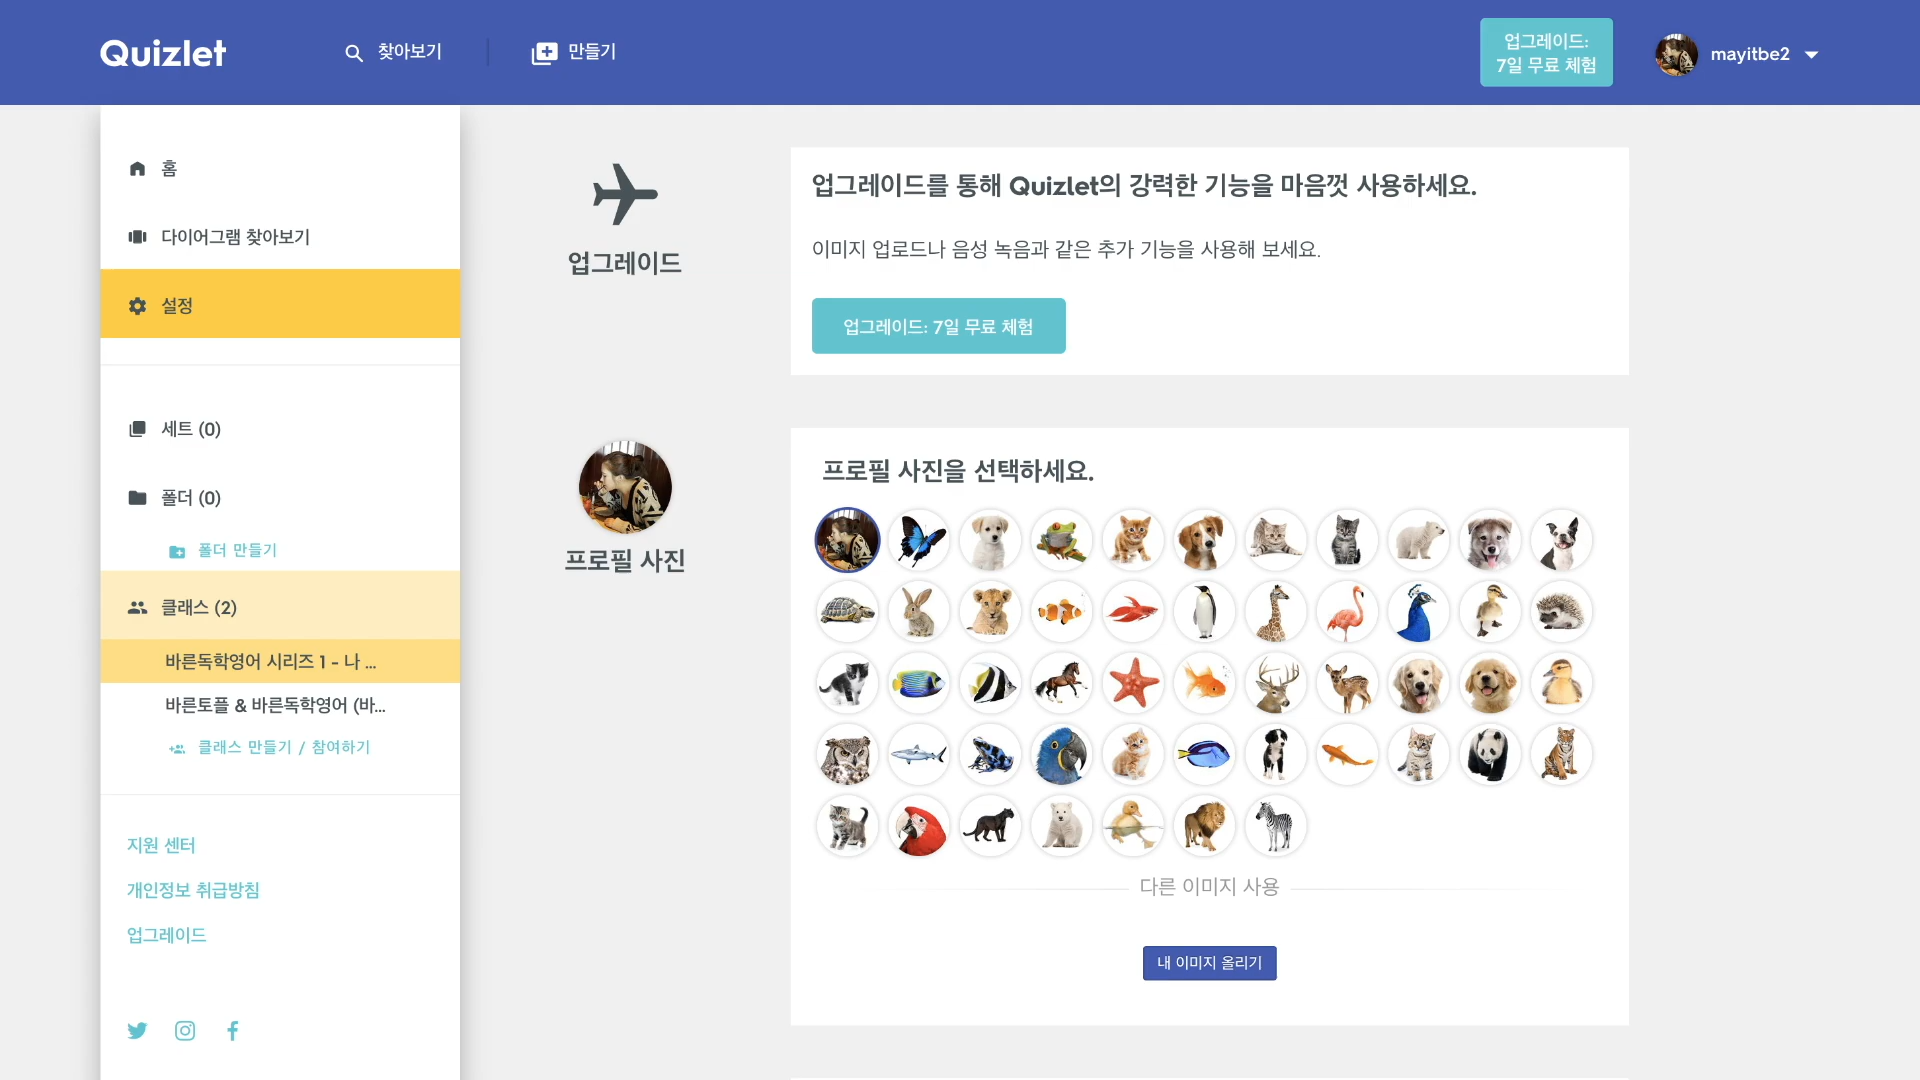 Quizlet
찾아보기
만들기
업그레이드:
7일 무료 체험
mayitbe2
홈
다이어그램 찾아보기
설정
세트 (0)
폴더 (0)
폴더 만들기
클래스 (2)
바른독학영어 시리즈 1 - 나 ...
바른토플 & 바른독학영어 (바...
클래스 만들기 / 참여하기
지원 센터
개인정보 취급방침
업그레이드
업그레이드
업그레이드를 통해 Quizlet의 강력한 기능을 마음껏 사용하세요.
이미지 업로드나 음성 녹음과 같은 추가 기능을 사용해 보세요.
업그레이드: 7일 무료 체험
프로필 사진
프로필 사진을 선택하세요.
다른 이미지 사용
내 이미지 올리기